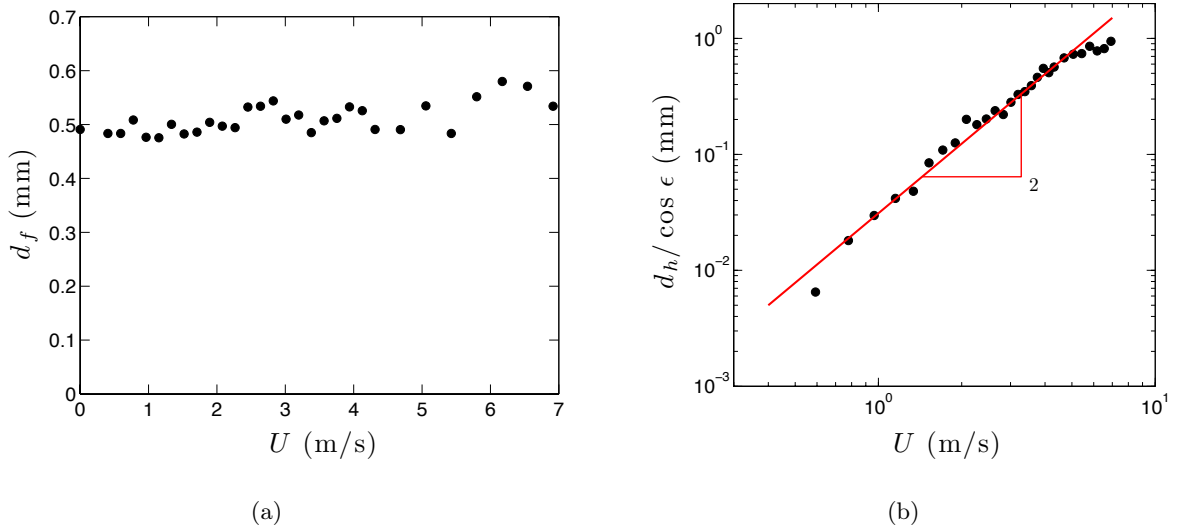 0.7
0.6
0.5
0.4
0.3
0.2
0.1
0
d_f (mm)
0 1 2 3 4 5 6 7
U (m/s)
(a)
10^0
10^{-1}
10^{-2}
10^{-3}
d_h/ cos ϵ (mm)
2
10^0 10^1
U (m/s)
(b)